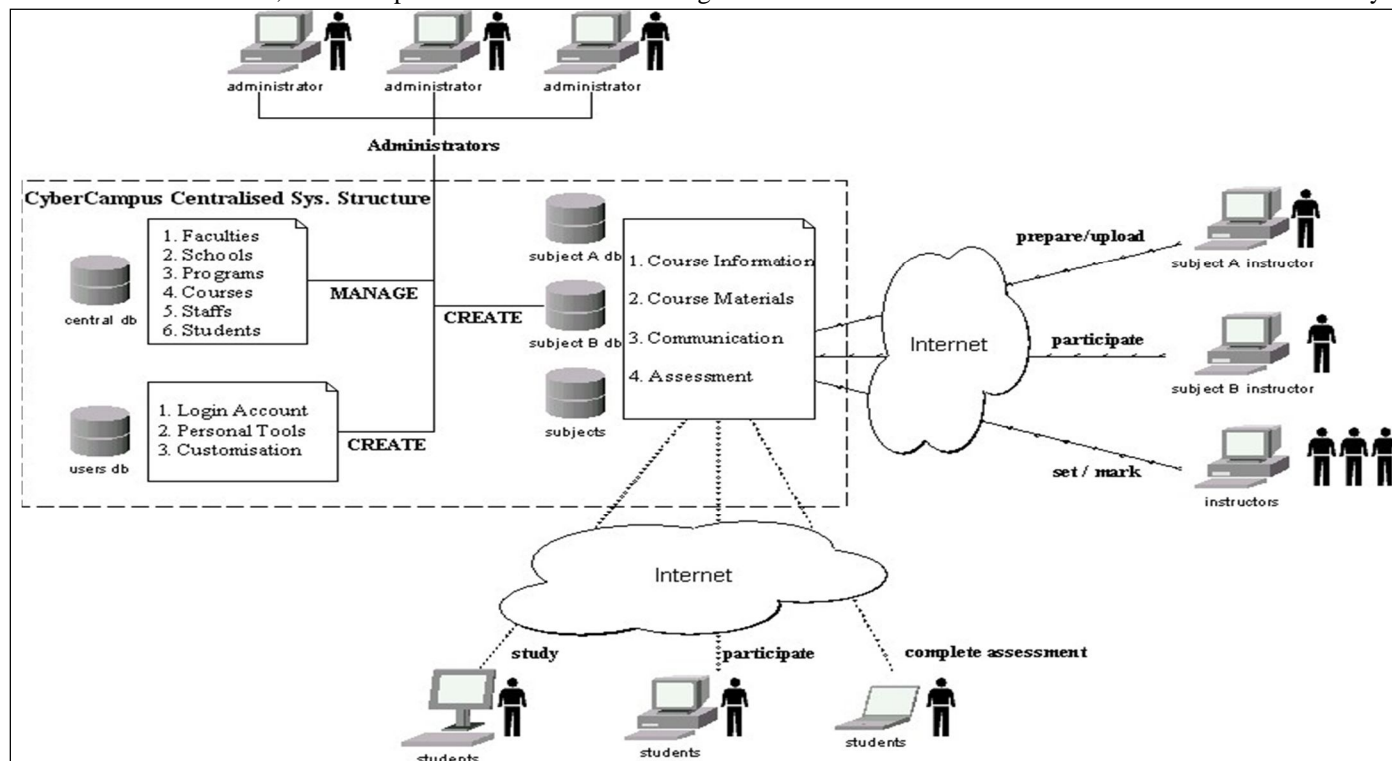 administrator
administrator
administrator
Administrators
CyberCampus Centralised Sys. Structure
1. Faculties
2. Schools
3. Programs
4. Courses
5. Staffs
6. Students
central db
MANAGE
1. Login Account
2. Personal Tools
3. Customisation
users db
CREATE
CREATE
subject A db
subject B db
subjects
1. Course Information
2. Course Materials
3. Communication
4. Assessment
Internet
prepare/upload
subject A instructor
participate
subject B instructor
set / mark
instructors
Internet
study
participate
complete assessment
students
students
students